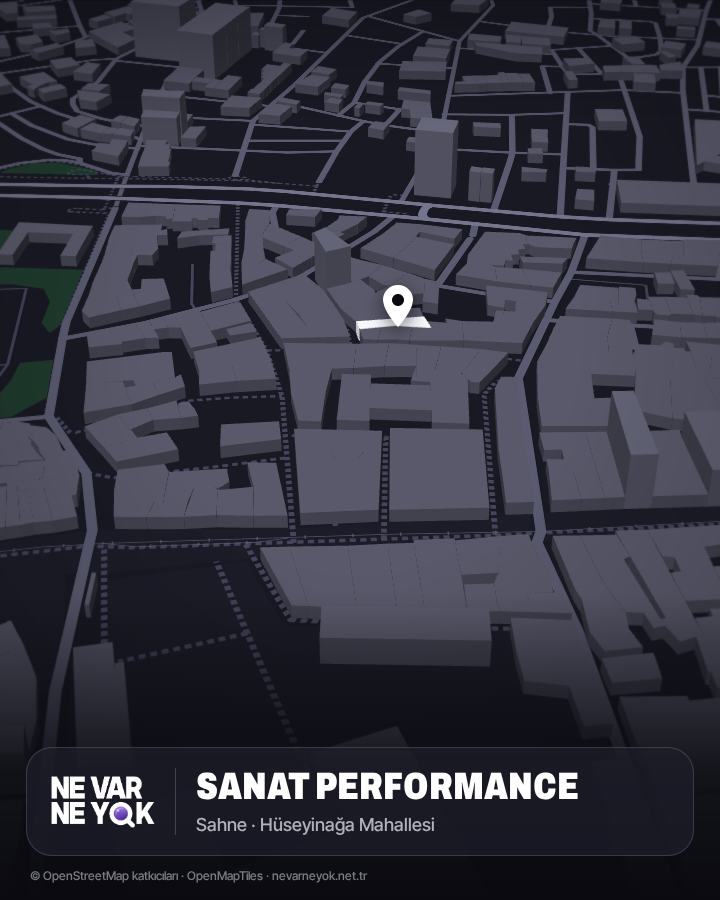 NE VAR
NE YOK
SANAT PERFORMANCE
Sahne · Hüseyinağa Mahallesi
© OpenStreetMap katkıcıları · OpenMapTiles · nevarneyok.net.tr